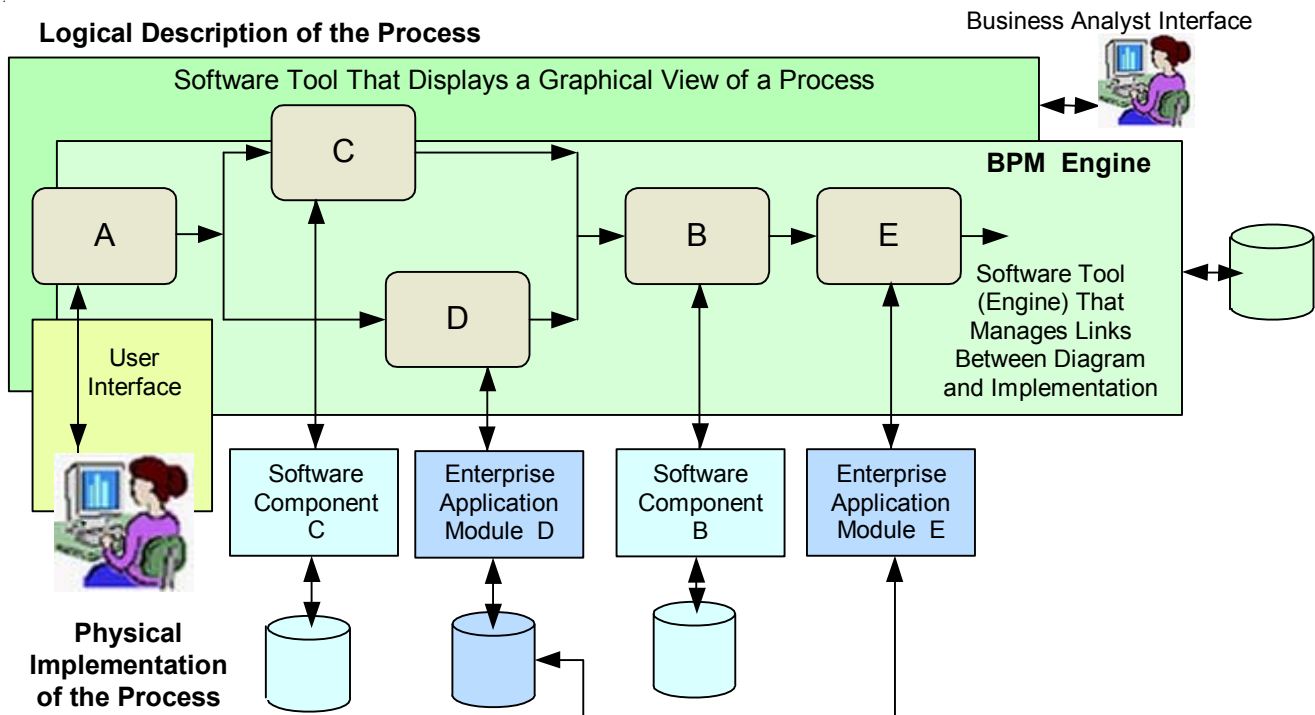 Business Analyst Interface
Logical Description of the Process
Software Tool That Displays a Graphical View of a Process
C
BPM Engine
A
B
E
D
Software Tool
(Engine) That
Manages Links
Between Diagram
and Implementation
User
Interface
Software
Component
C
Enterprise
Application
Module D
Software
Component
B
Enterprise
Application
Module E
Physical
Implementation
of the Process